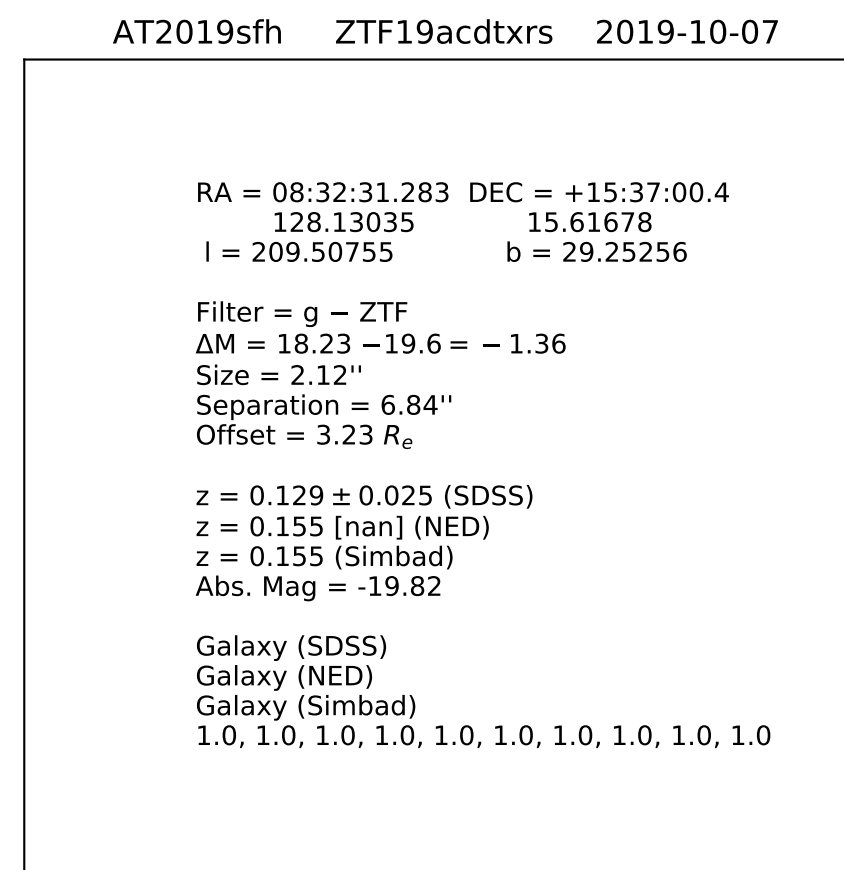 AT2019sfh ZTF19acdtxrs 2019-10-07
RA = 08:32:31.283 DEC = +15:37:00.4
128.13035 15.61678
l = 209.50755 b = 29.25256
Filter = g − ZTF
ΔM = 18.23 −19.6 = − 1.36
Size = 2.12''
Separation = 6.84''
Offset = 3.23 Re
z = 0.129 ± 0.025 (SDSS)
z = 0.155 [nan] (NED)
z = 0.155 (Simbad)
Abs. Mag = -19.82
Galaxy (SDSS)
Galaxy (NED)
Galaxy (Simbad)
1.0, 1.0, 1.0, 1.0, 1.0, 1.0, 1.0, 1.0, 1.0, 1.0